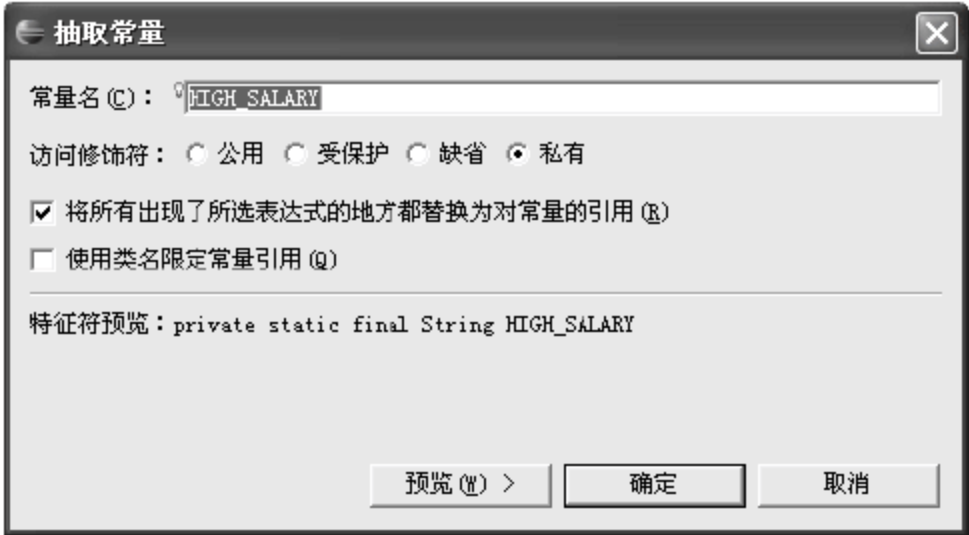 抽取常量
常量名(C)： HIGH_SALARY
访问修饰符： 公用 受保护 缺省 私有
将所有出现了所选表达式的地方都替换为对常量的引用(R)
使用类名限定常量引用(Q)
特征符预览：private static final String HIGH_SALARY
预览(W) > 确定 取消